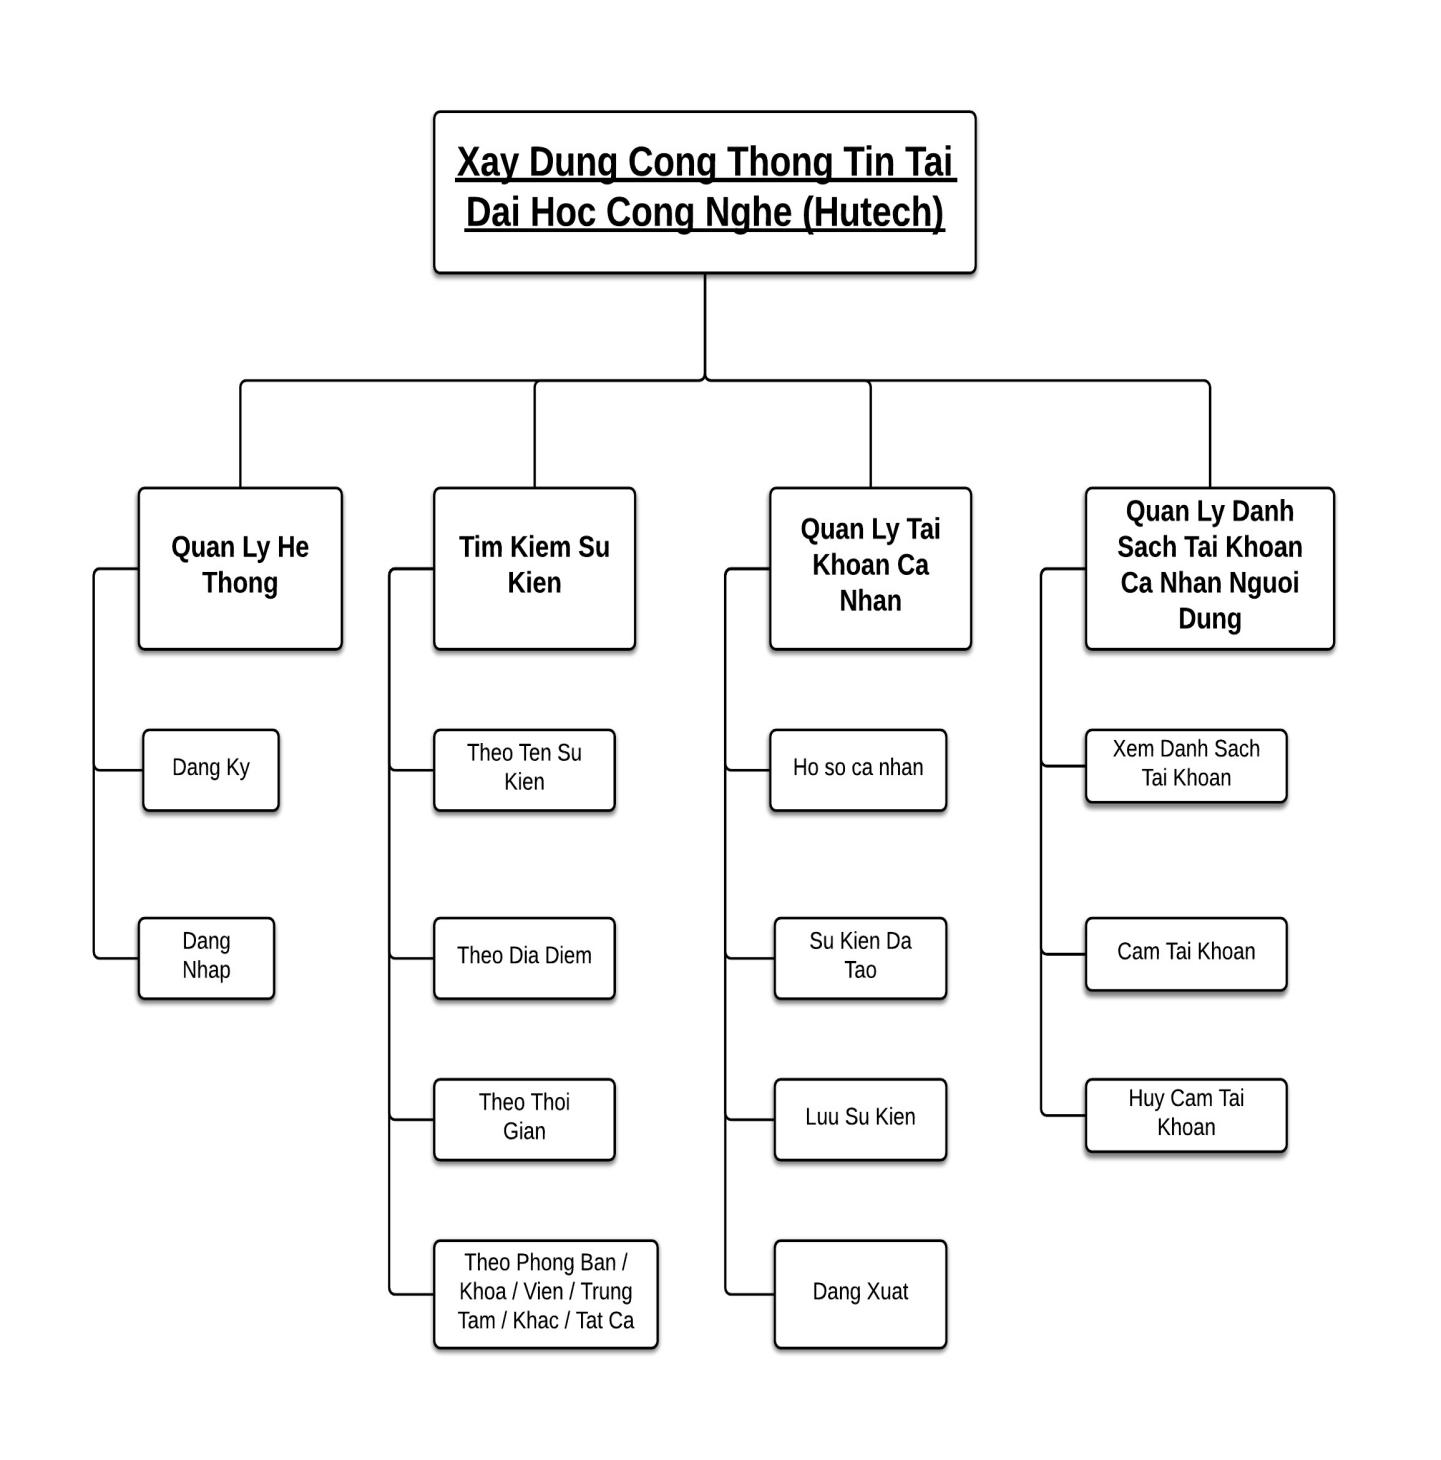 Xay Dung Cong Thong Tin Tai
Dai Hoc Cong Nghe (Hutech)
Quan Ly He
Thong
Dang Ky
Dang
Nhap
Tim Kiem Su
Kien
Theo Ten Su
Kien
Theo Dia Diem
Theo Thoi
Gian
Theo Phong Ban /
Khoa / Vien / Trung
Tam / Khac / Tat Ca
Quan Ly Tai
Khoan Ca
Nhan
Ho so ca nhan
Su Kien Da
Tao
Luu Su Kien
Dang Xuat
Quan Ly Danh
Sach Tai Khoan
Ca Nhan Nguoi
Dung
Xem Danh Sach
Tai Khoan
Cam Tai Khoan
Huy Cam Tai
Khoan